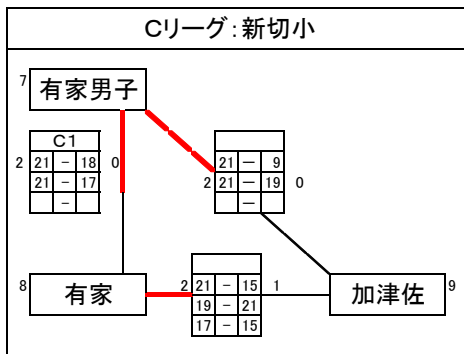 Cリーグ:新切小
7 有家男子
C1
2 21 - 18 0
21 - 17
-
21 — 9
2 21 — 19 0
—
8 有家
2 21 - 15 1
19 - 21
17 - 15
加津佐 9